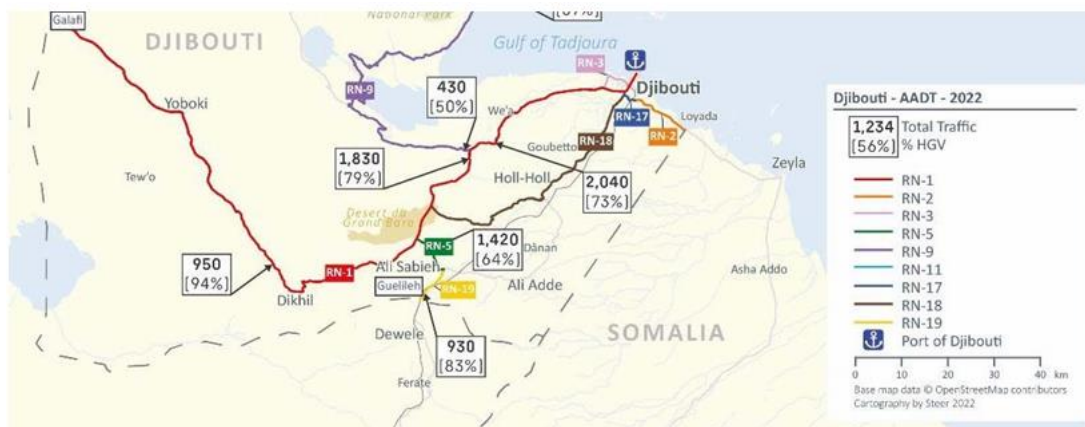 Galafi
National Park
(37%)
DJIBOUTI
Gulf of Tadjoura
RN-3
Djibouti
RN-9
430
(50%)
We'a
Yoboki
Loyada
RN-17
RN-2
RN-18
Goubetto
1,830
(79%)
Zeyla
Tew'o
Holl-Holl
2,040
(73%)
Desert du
Grand Bara
RN-5
1,420
(64%)
Dânan
950
(94%)
RN-1
Ali Sabieh
Asha Addo
Guelileh
RN-19
Ali Adde
Dikhil
SOMALIA
Dewele
930
(83%)
Ferate
Djibouti - AADT - 2022
1,234
(56%)
Total Traffic
% HGV
RN-1
RN-2
RN-3
RN-5
RN-9
RN-11
RN-17
RN-18
RN-19
Port of Djibouti
0 10 20 30 40 km
Base map data © OpenStreetMap contributors
Cartography by Steer 2022